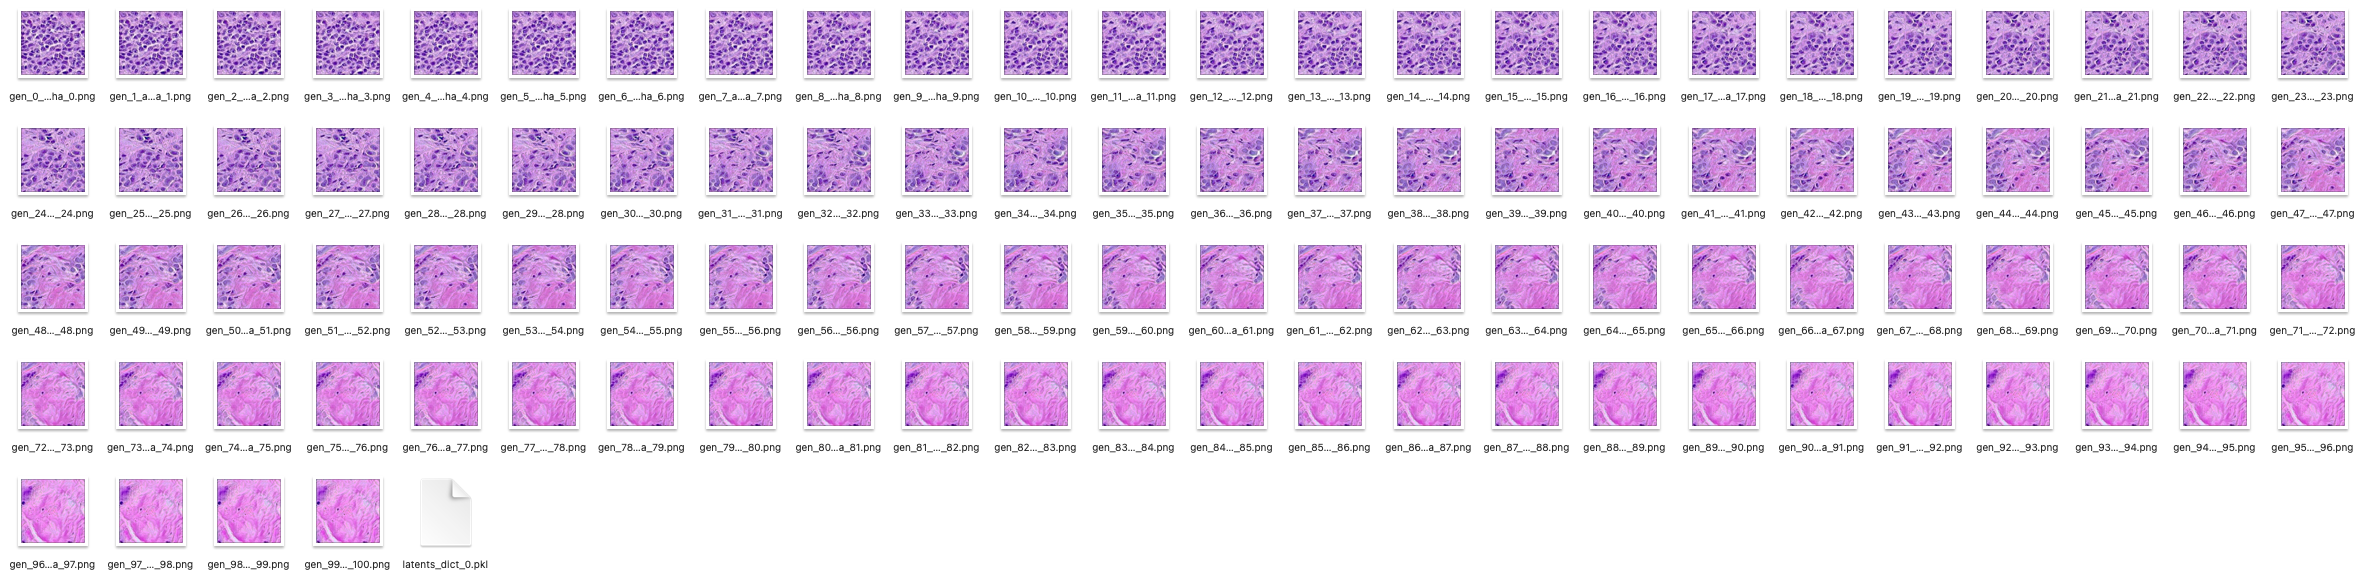 gen_0_...ha_0.png gen_1_a...a_1.png gen_2_...a_2.png gen_3_...ha_3.png gen_4_...ha_4.png gen_5_...ha_5.png gen_6_...ha_6.png gen_7_a...a_7.png gen_8_...ha_8.png gen_9_...ha_9.png gen_10_..._10.png gen_11_...a_11.png gen_12_..._12.png gen_13_..._13.png gen_14_..._14.png gen_15_..._15.png gen_16_..._16.png gen_17_...a_17.png gen_18_..._18.png gen_19_..._19.png gen_20..._20.png gen_21...a_21.png gen_22..._22.png gen_23..._23.png
gen_24..._24.png gen_25..._25.png gen_26..._26.png gen_27_..._27.png gen_28..._28.png gen_29..._28.png gen_30..._30.png gen_31_..._31.png gen_32..._32.png gen_33..._33.png gen_34..._34.png gen_35..._35.png gen_36..._36.png gen_37_..._37.png gen_38..._38.png gen_39..._39.png gen_40..._40.png gen_41_..._41.png gen_42..._42.png gen_43..._43.png gen_44..._44.png gen_45..._45.png gen_46..._46.png gen_47_..._47.png
gen_48..._48.png gen_49..._49.png gen_50...a_51.png gen_51_..._52.png gen_52..._53.png gen_53..._54.png gen_54..._55.png gen_55..._56.png gen_56..._56.png gen_57_..._57.png gen_58..._59.png gen_59..._60.png gen_60...a_61.png gen_61_..._62.png gen_62..._63.png gen_63..._64.png gen_64..._65.png gen_65..._66.png gen_66...a_67.png gen_67_..._68.png gen_68..._69.png gen_69..._70.png gen_70...a_71.png gen_71_..._72.png
gen_72..._73.png gen_73...a_74.png gen_74...a_75.png gen_75..._76.png gen_76...a_77.png gen_77_..._78.png gen_78...a_79.png gen_79..._80.png gen_80...a_81.png gen_81_..._82.png gen_82..._83.png gen_83..._84.png gen_84..._85.png gen_85..._86.png gen_86...a_87.png gen_87_..._88.png gen_88..._89.png gen_89..._90.png gen_90...a_91.png gen_91_..._92.png gen_92..._93.png gen_93..._94.png gen_94..._95.png gen_95..._96.png
gen_96...a_97.png gen_97_..._98.png gen_98..._99.png gen_99..._100.png latents_dict_0.pkl